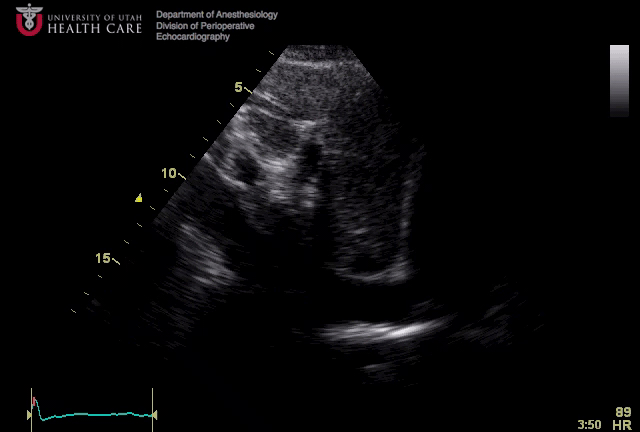 UNIVERSITY OF UTAH
HEALTH CARE
Department of Anesthesiology
Division of Perioperative
Echocardiography
5
10
15
89
3:50 HR